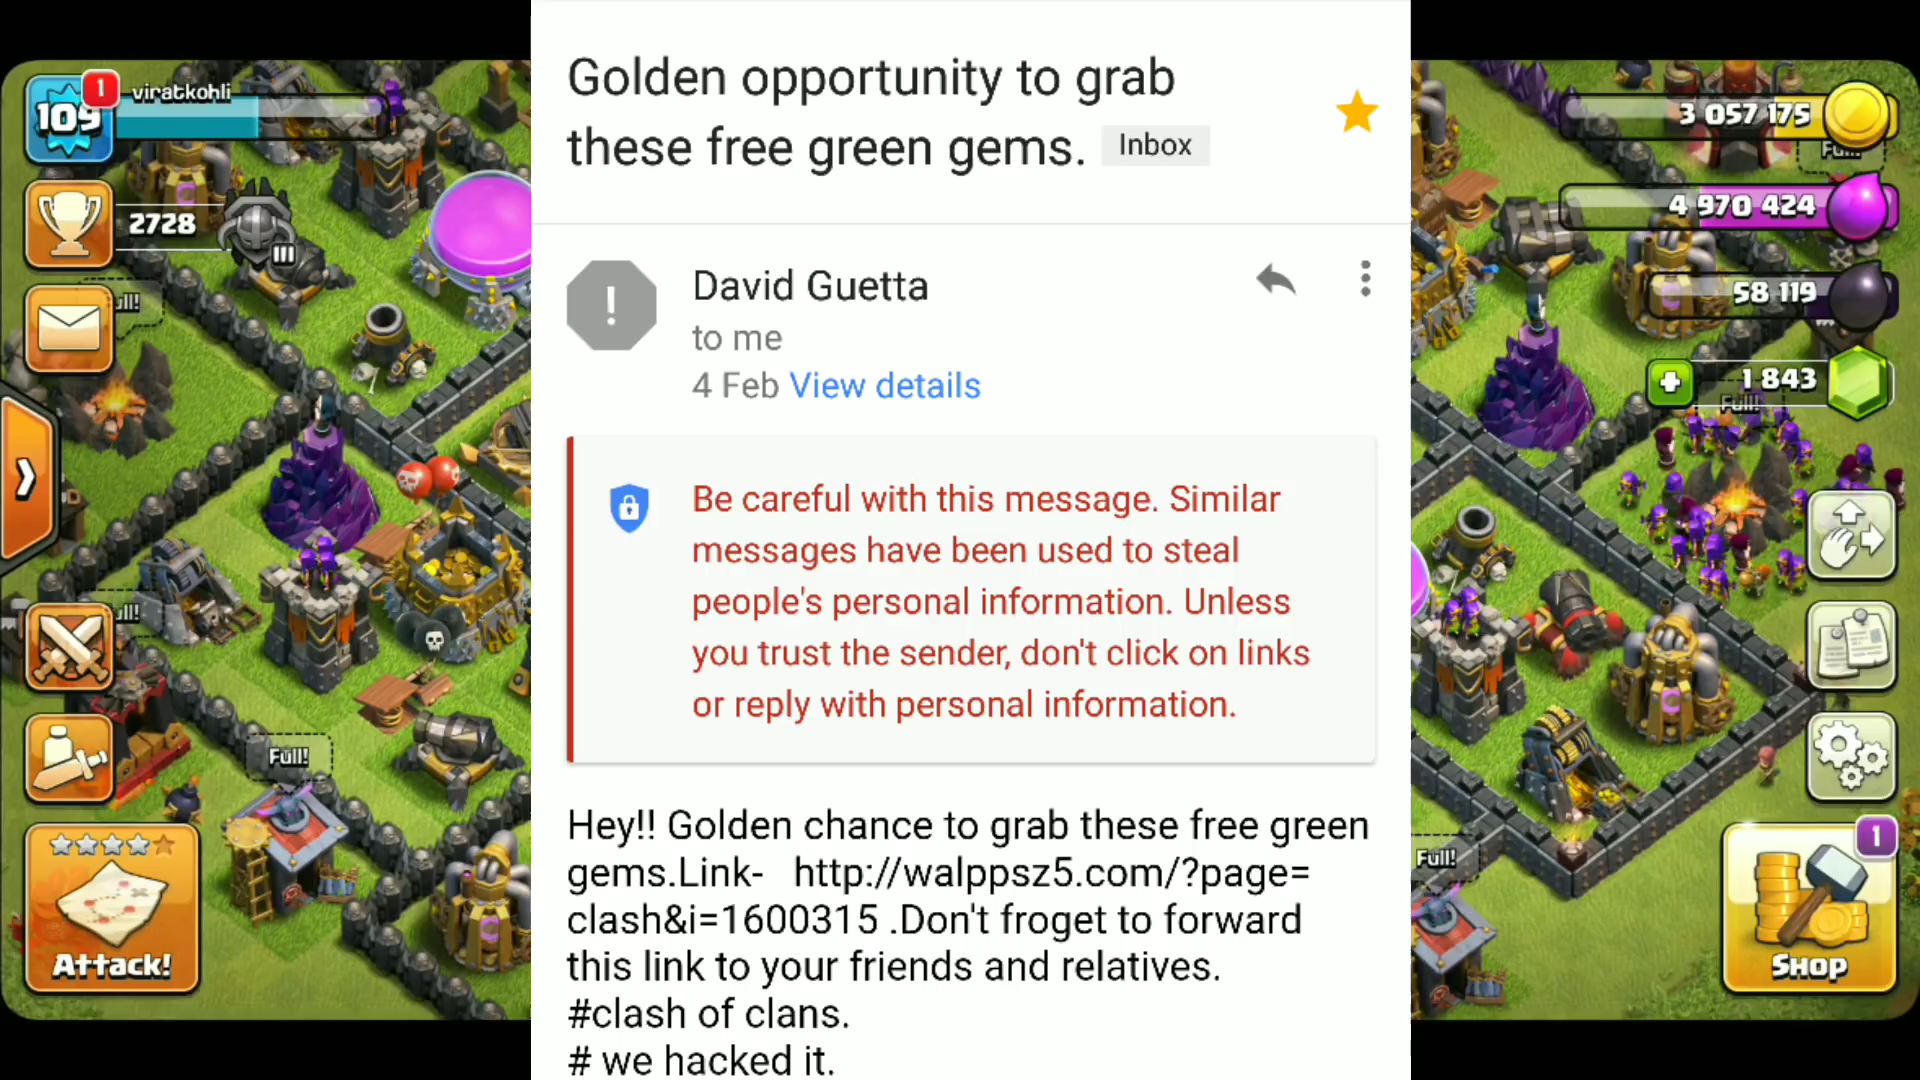 Golden opportunity to grab
these free green gems. Inbox
David Guetta
to me
4 Feb View details
Be careful with this message. Similar
messages have been used to steal
people's personal information. Unless
you trust the sender, don't click on links
or reply with personal information.
Hey!! Golden chance to grab these free green
gems.Link- http://walppsz5.com/?page=
clash&i=1600315 .Don't froget to forward
this link to your friends and relatives.
#clash of clans.
# we hacked it.
1
109
viratkohli
2728
Full!
Attack!
3 057 175
Full!
4 970 424
58 119
1 843
Full!
Full!
1
Shop